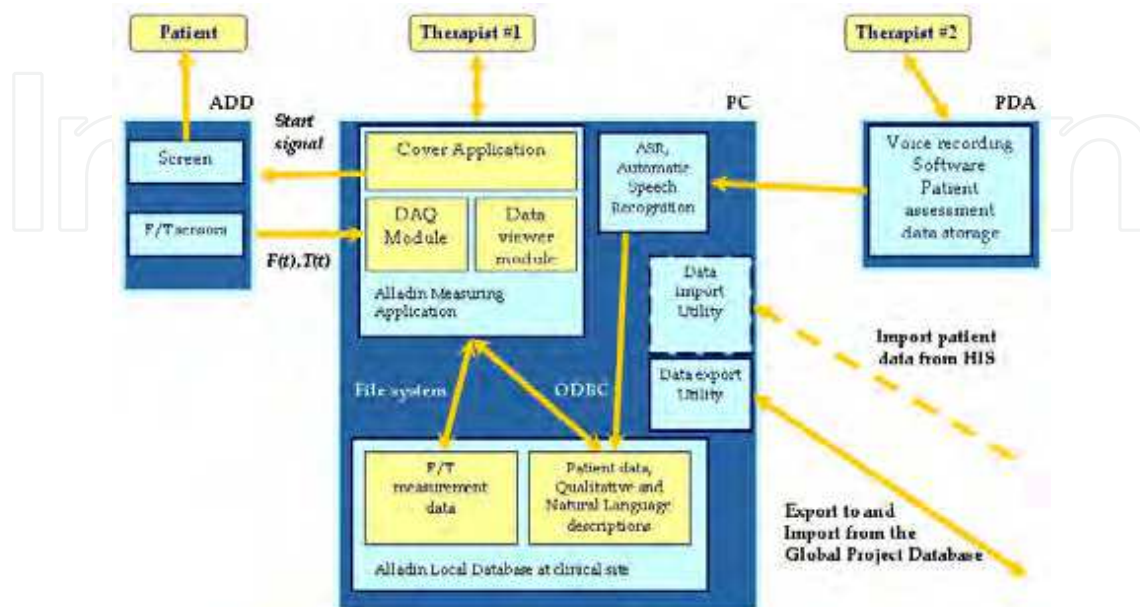 Patient
Therapist #1
Therapist #2
ADD
PC
PDA
Start
signal
Screen
F/T sensors
F(t),T(t)
Cover Application
DAQ
Module
Data
viewer
module
Alladin Measuring
Application
ASR,
Automatic
Speech
Recognition
Voice recording
Software
Patient
assessment
data storage
Data
import
Utility
Data export
Utility
Import patient
data from HIS
File system
ODBC
F/T
measurement
data
Patient data,
Qualitative and
Natural Language
descriptions
Alladin Local Database at clinical site
Export to and
Import from the
Global Project Database